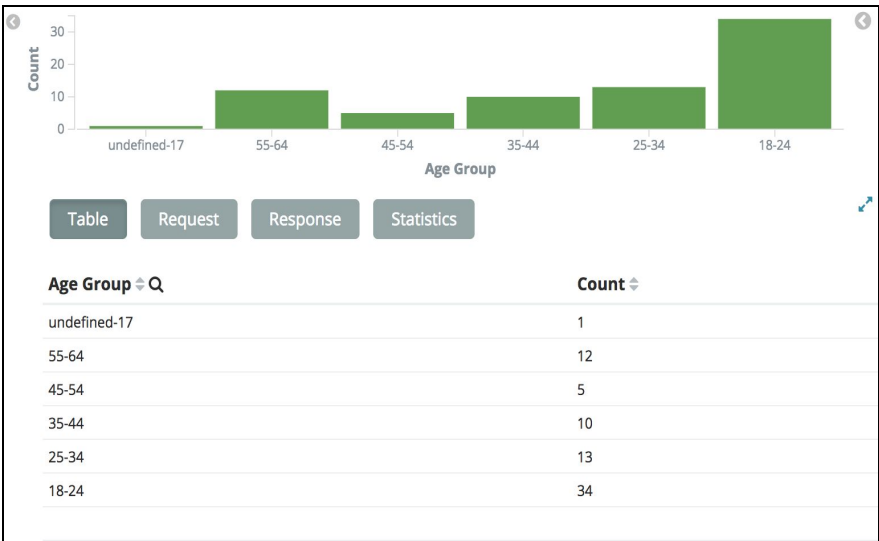 30
20
10
0
Count
undefined-17 55-64 45-54 35-44 25-34 18-24
Age Group
Table Request Response Statistics
Age Group Count
undefined-17 1
55-64 12
45-54 5
35-44 10
25-34 13
18-24 34